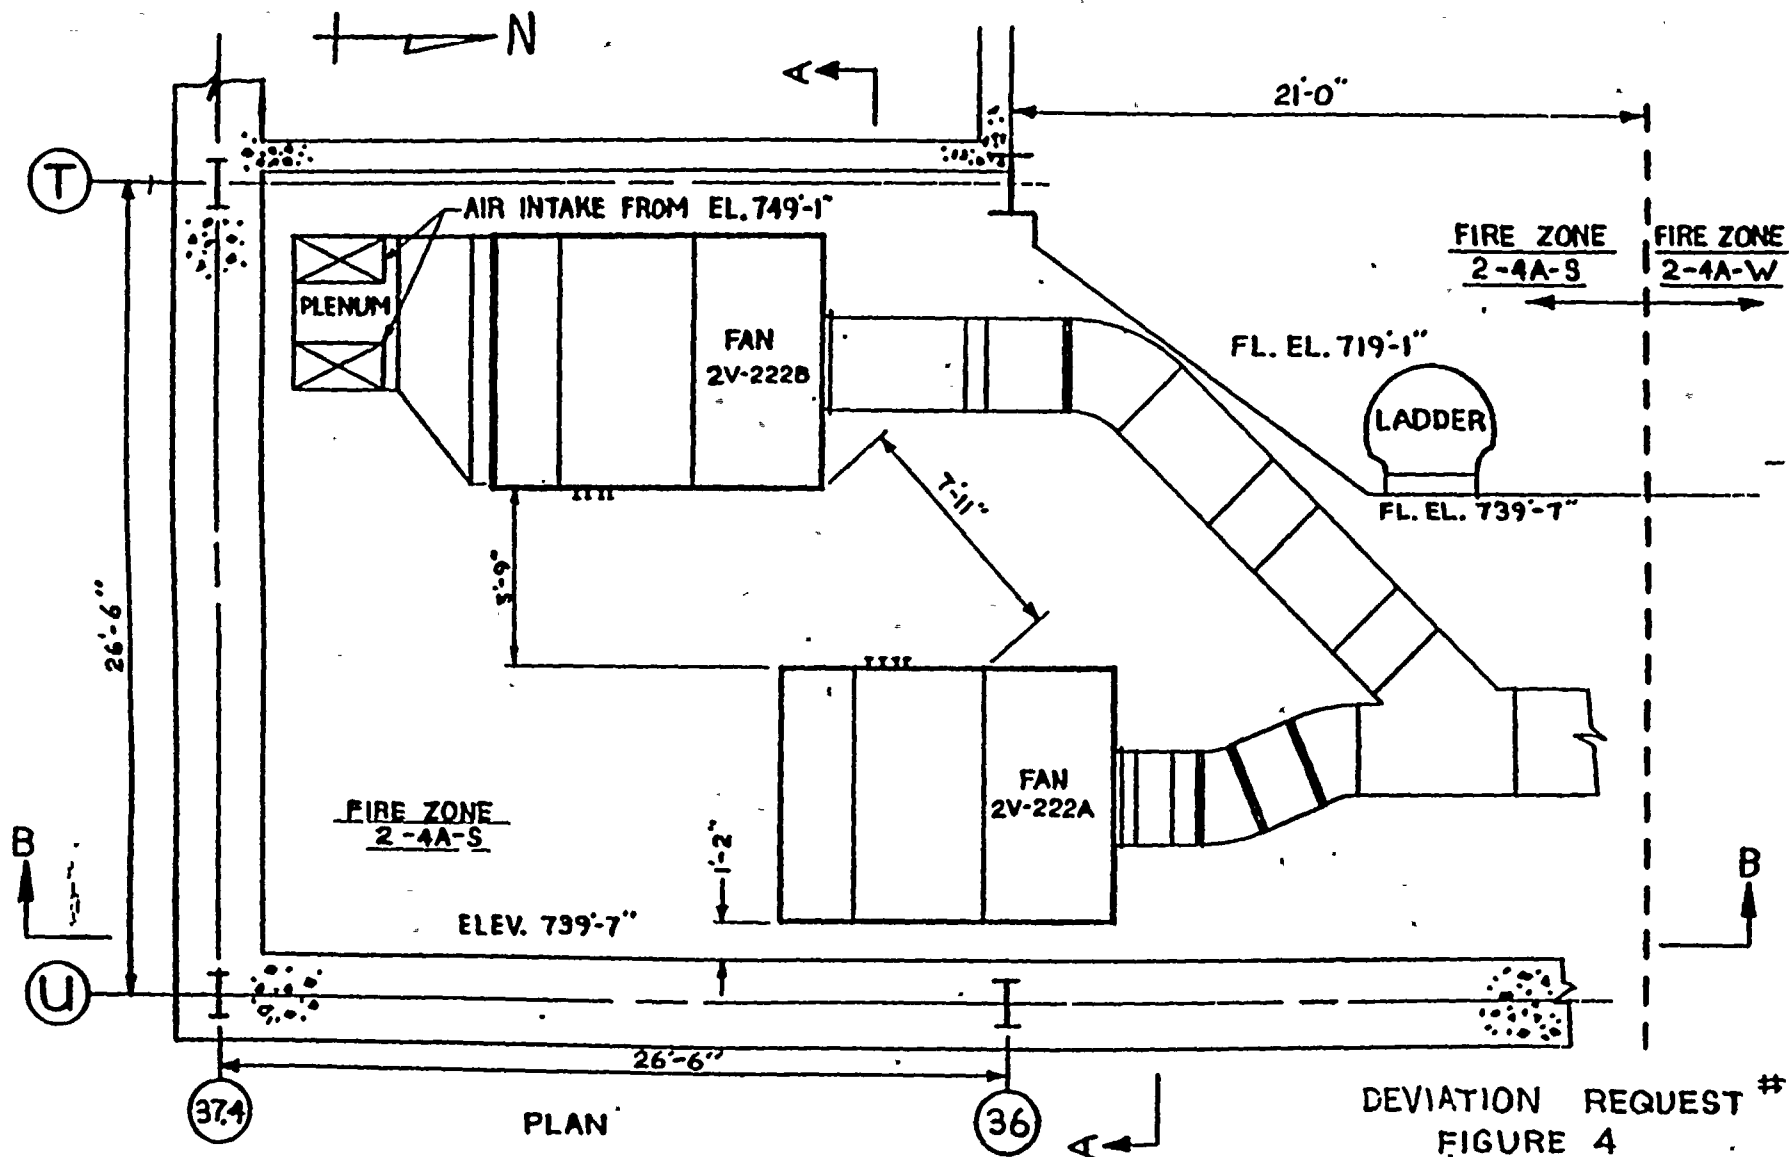 N
A
21'-0"
T
AIR INTAKE FROM EL. 749'-1"
FIRE ZONE
2-4A-S
FIRE ZONE
2-4A-W
PLENUM
FAN
2V-222B
FL. EL. 719'-1"
LADDER
7'-11"
FL. EL. 739'-7"
5'-9"
26'-6"
FAN
2V-222A
FIRE ZONE
2-4A-S
1'-2"
B
B
ELEV. 739'-7"
U
26'-6"
37.4
PLAN
36
A
DEVIATION REQUEST #
FIGURE 4